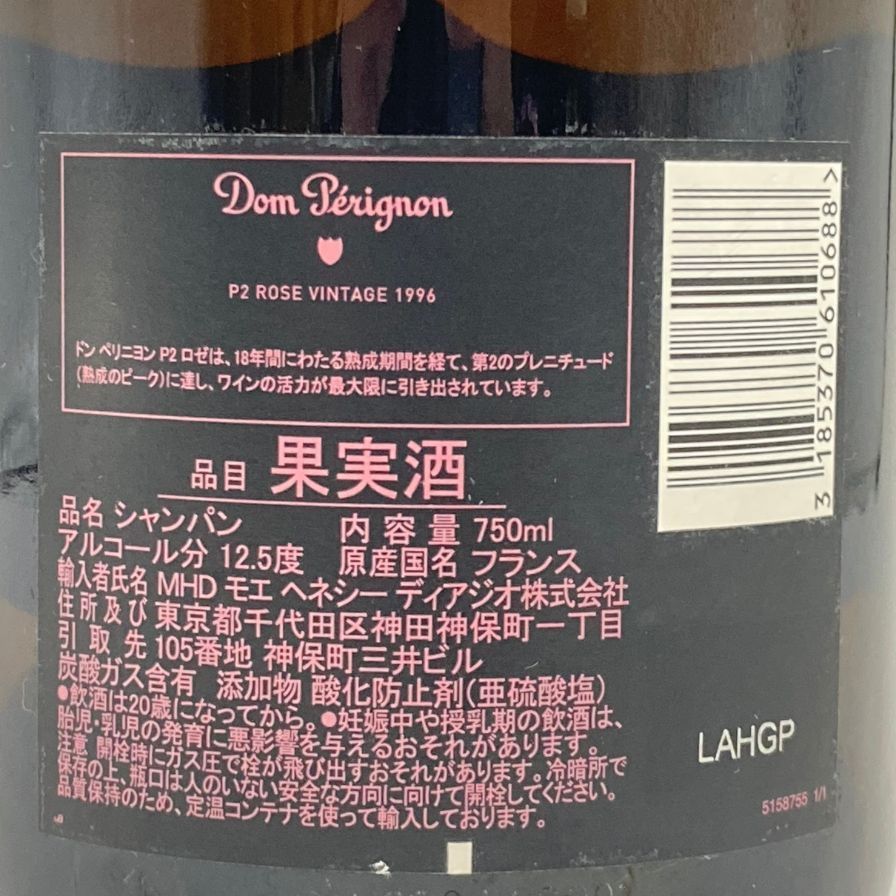 Dom Pérignon
P2 ROSE VINTAGE 1996
ドン ペリニヨン P2 ロゼは、18年間にわたる熟成期間を経て、第2のプレニチュード
(熟成のピーク)に達し、ワインの活力が最大限に引き出されています。
品目 果実酒
品名 シャンパン 内容量 750ml
アルコール分 12.5度 原産国名 フランス
輸入者氏名 MHD モエ ヘネシー ディアジオ株式会社
住所及び 東京都千代田区神田神保町一丁目
引取先 105番地 神保町三井ビル
炭酸ガス含有 添加物 酸化防止剤(亜硫酸塩)
●飲酒は20歳になってから。●妊娠中や授乳期の飲酒は、
胎児・乳児の発育に悪影響を与えるおそれがあります。
注意 開栓時にガス圧で栓が飛び出すおそれがあります。冷暗所で
保存の上、瓶口は人のいない安全な方向に向けて開栓してください。
品質保持のため、定温コンテナを使って輸入しております。
3 185370 610688 >
LAHGP
5158755 1/1